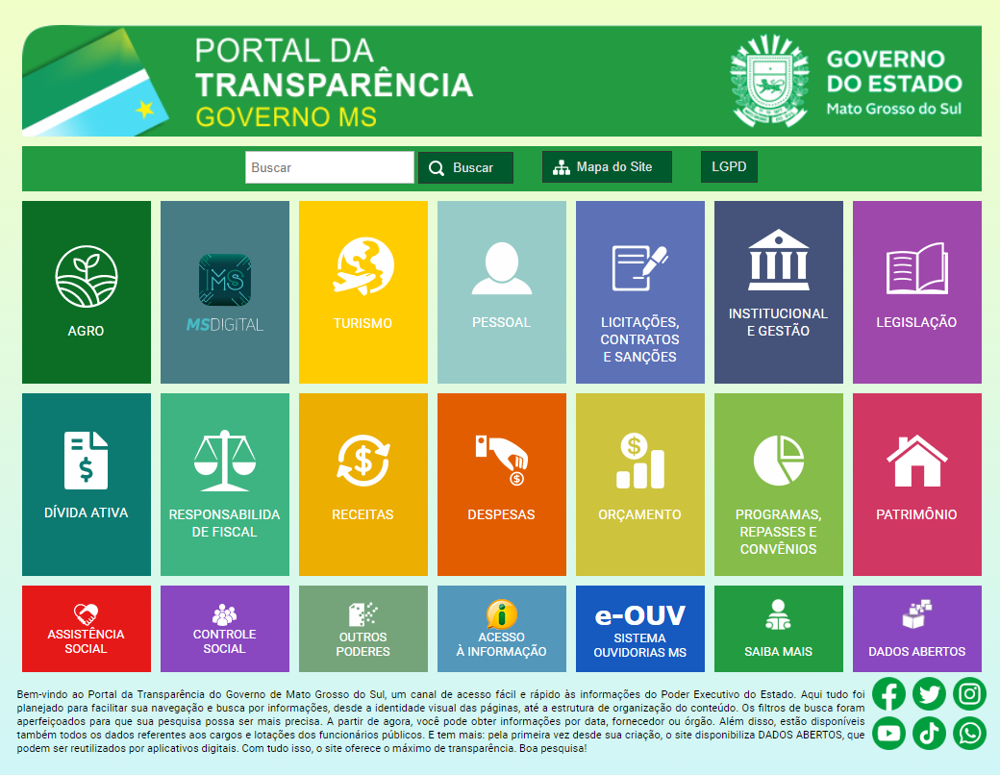 PORTAL DA
TRANSPARÊNCIA
GOVERNO MS
GOVERNO
DO ESTADO
Mato Grosso do Sul
Buscar
Buscar
Mapa do Site
LGPD
AGRO
MS
MSDIGITAL
TURISMO
PESSOAL
LICITAÇÕES,
CONTRATOS
E SANÇÕES
INSTITUCIONAL
E GESTÃO
LEGISLAÇÃO
DÍVIDA ATIVA
RESPONSABILIDA
DE FISCAL
RECEITAS
DESPESAS
ORÇAMENTO
PROGRAMAS,
REPASSES E
CONVÊNIOS
PATRIMÔNIO
ASSISTÊNCIA
SOCIAL
CONTROLE
SOCIAL
OUTROS
PODERES
ACESSO
À INFORMAÇÃO
e-OUV
SISTEMA
OUVIDORIAS MS
SAIBA MAIS
DADOS ABERTOS
Bem-vindo ao Portal da Transparência do Governo de Mato Grosso do Sul, um canal de acesso fácil e rápido às informações do Poder Executivo do Estado. Aqui tudo foi
planejado para facilitar sua navegação e busca por informações, desde a identidade visual das páginas, até a estrutura de organização do conteúdo. Os filtros de busca foram
aperfeiçoados para que sua pesquisa possa ser mais precisa. A partir de agora, você pode obter informações por data, fornecedor ou órgão. Além disso, estão disponíveis
também todos os dados referentes aos cargos e lotações dos funcionários públicos. E tem mais: pela primeira vez desde sua criação, o site disponibiliza DADOS ABERTOS, que
podem ser reutilizados por aplicativos digitais. Com tudo isso, o site oferece o máximo de transparência. Boa pesquisa!